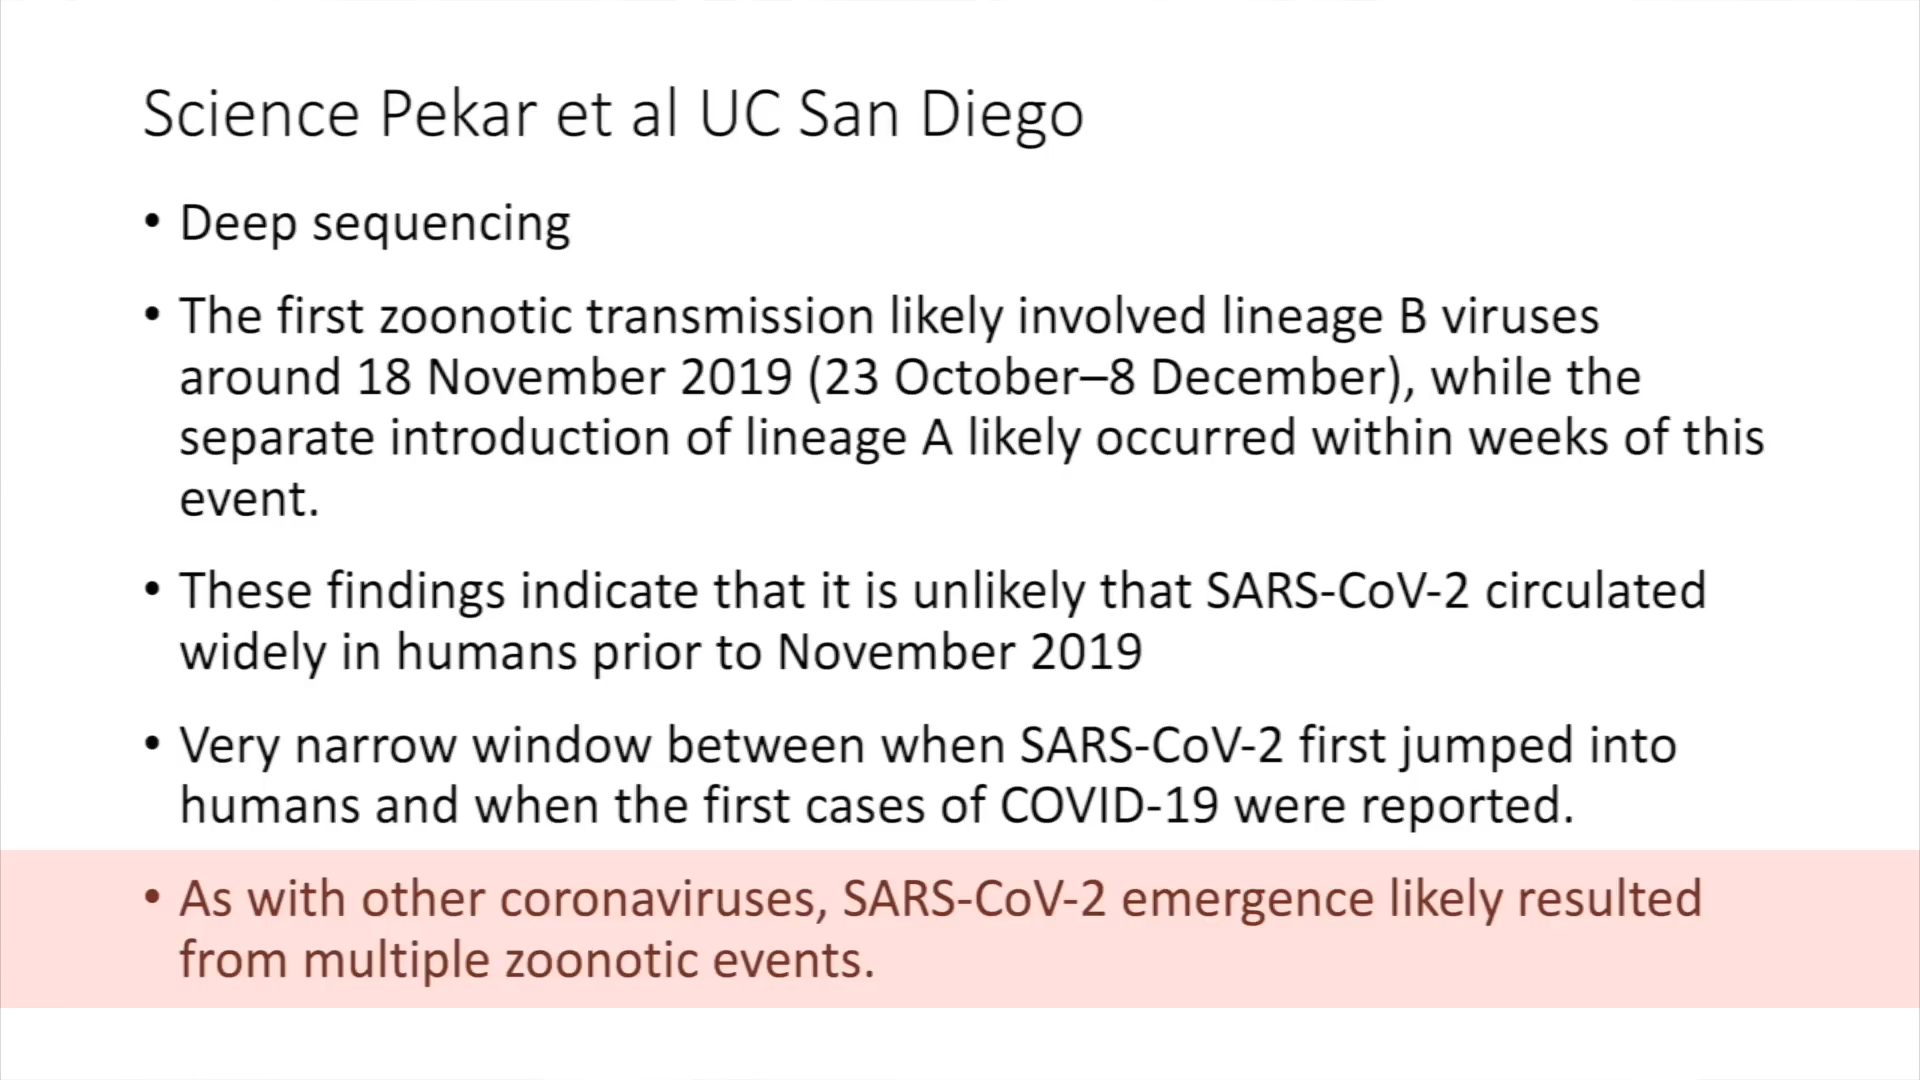 Science Pekar et al UC San Diego
• Deep sequencing
• The first zoonotic transmission likely involved lineage B viruses
around 18 November 2019 (23 October–8 December), while the
separate introduction of lineage A likely occurred within weeks of this
event.
• These findings indicate that it is unlikely that SARS-CoV-2 circulated
widely in humans prior to November 2019
• Very narrow window between when SARS-CoV-2 first jumped into
humans and when the first cases of COVID-19 were reported.
• As with other coronaviruses, SARS-CoV-2 emergence likely resulted
from multiple zoonotic events.